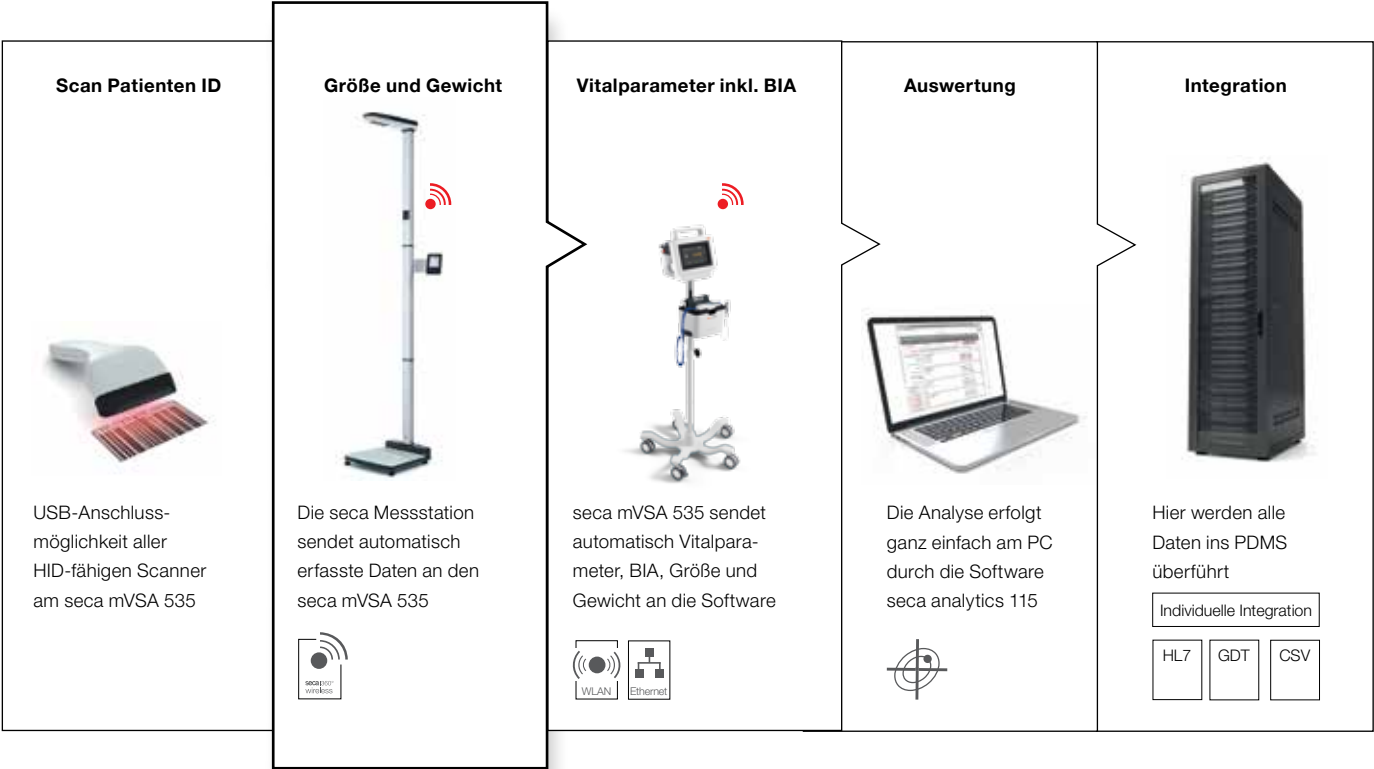 Scan Patienten ID
USB-Anschluss-
möglichkeit aller
HID-fähigen Scanner
am seca mVSA 535
Größe und Gewicht
Die seca Messstation
sendet automatisch
erfasste Daten an den
seca mVSA 535
seca 360°
wireless
Vitalparameter inkl. BIA
seca mVSA 535 sendet
automatisch Vitalpara-
meter, BIA, Größe und
Gewicht an die Software
WLAN
Ethernet
Auswertung
Die Analyse erfolgt
ganz einfach am PC
durch die Software
seca analytics 115
Integration
Hier werden alle
Daten ins PDMS
überführt
Individuelle Integration
HL7
GDT
CSV